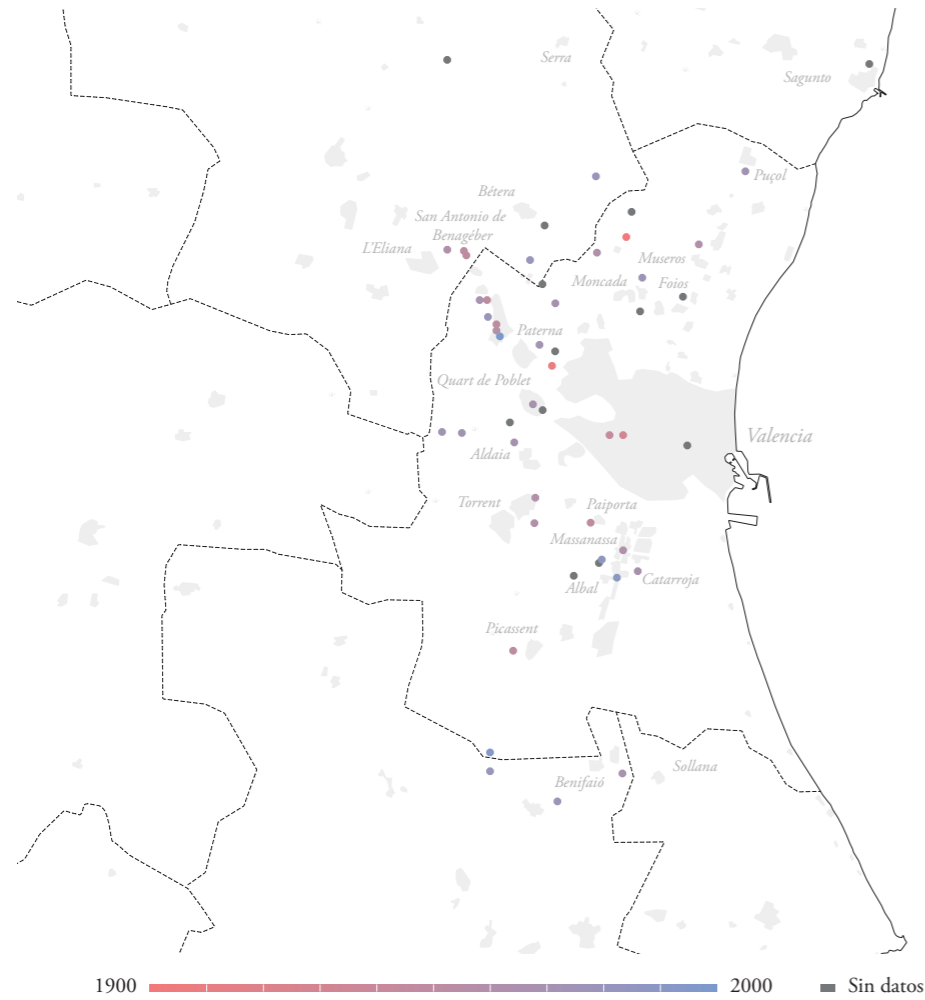 Serra
Sagunto
Puçol
Bétera
San Antonio de
Benagéber
L'Eliana
Museros
Moncada
Foios
Paterna
Quart de Poblet
Valencia
Aldaia
Torrent
Paiporta
Massanassa
Catarroja
Albal
Picassent
Sollana
Benifaió
1900
2000
Sin datos